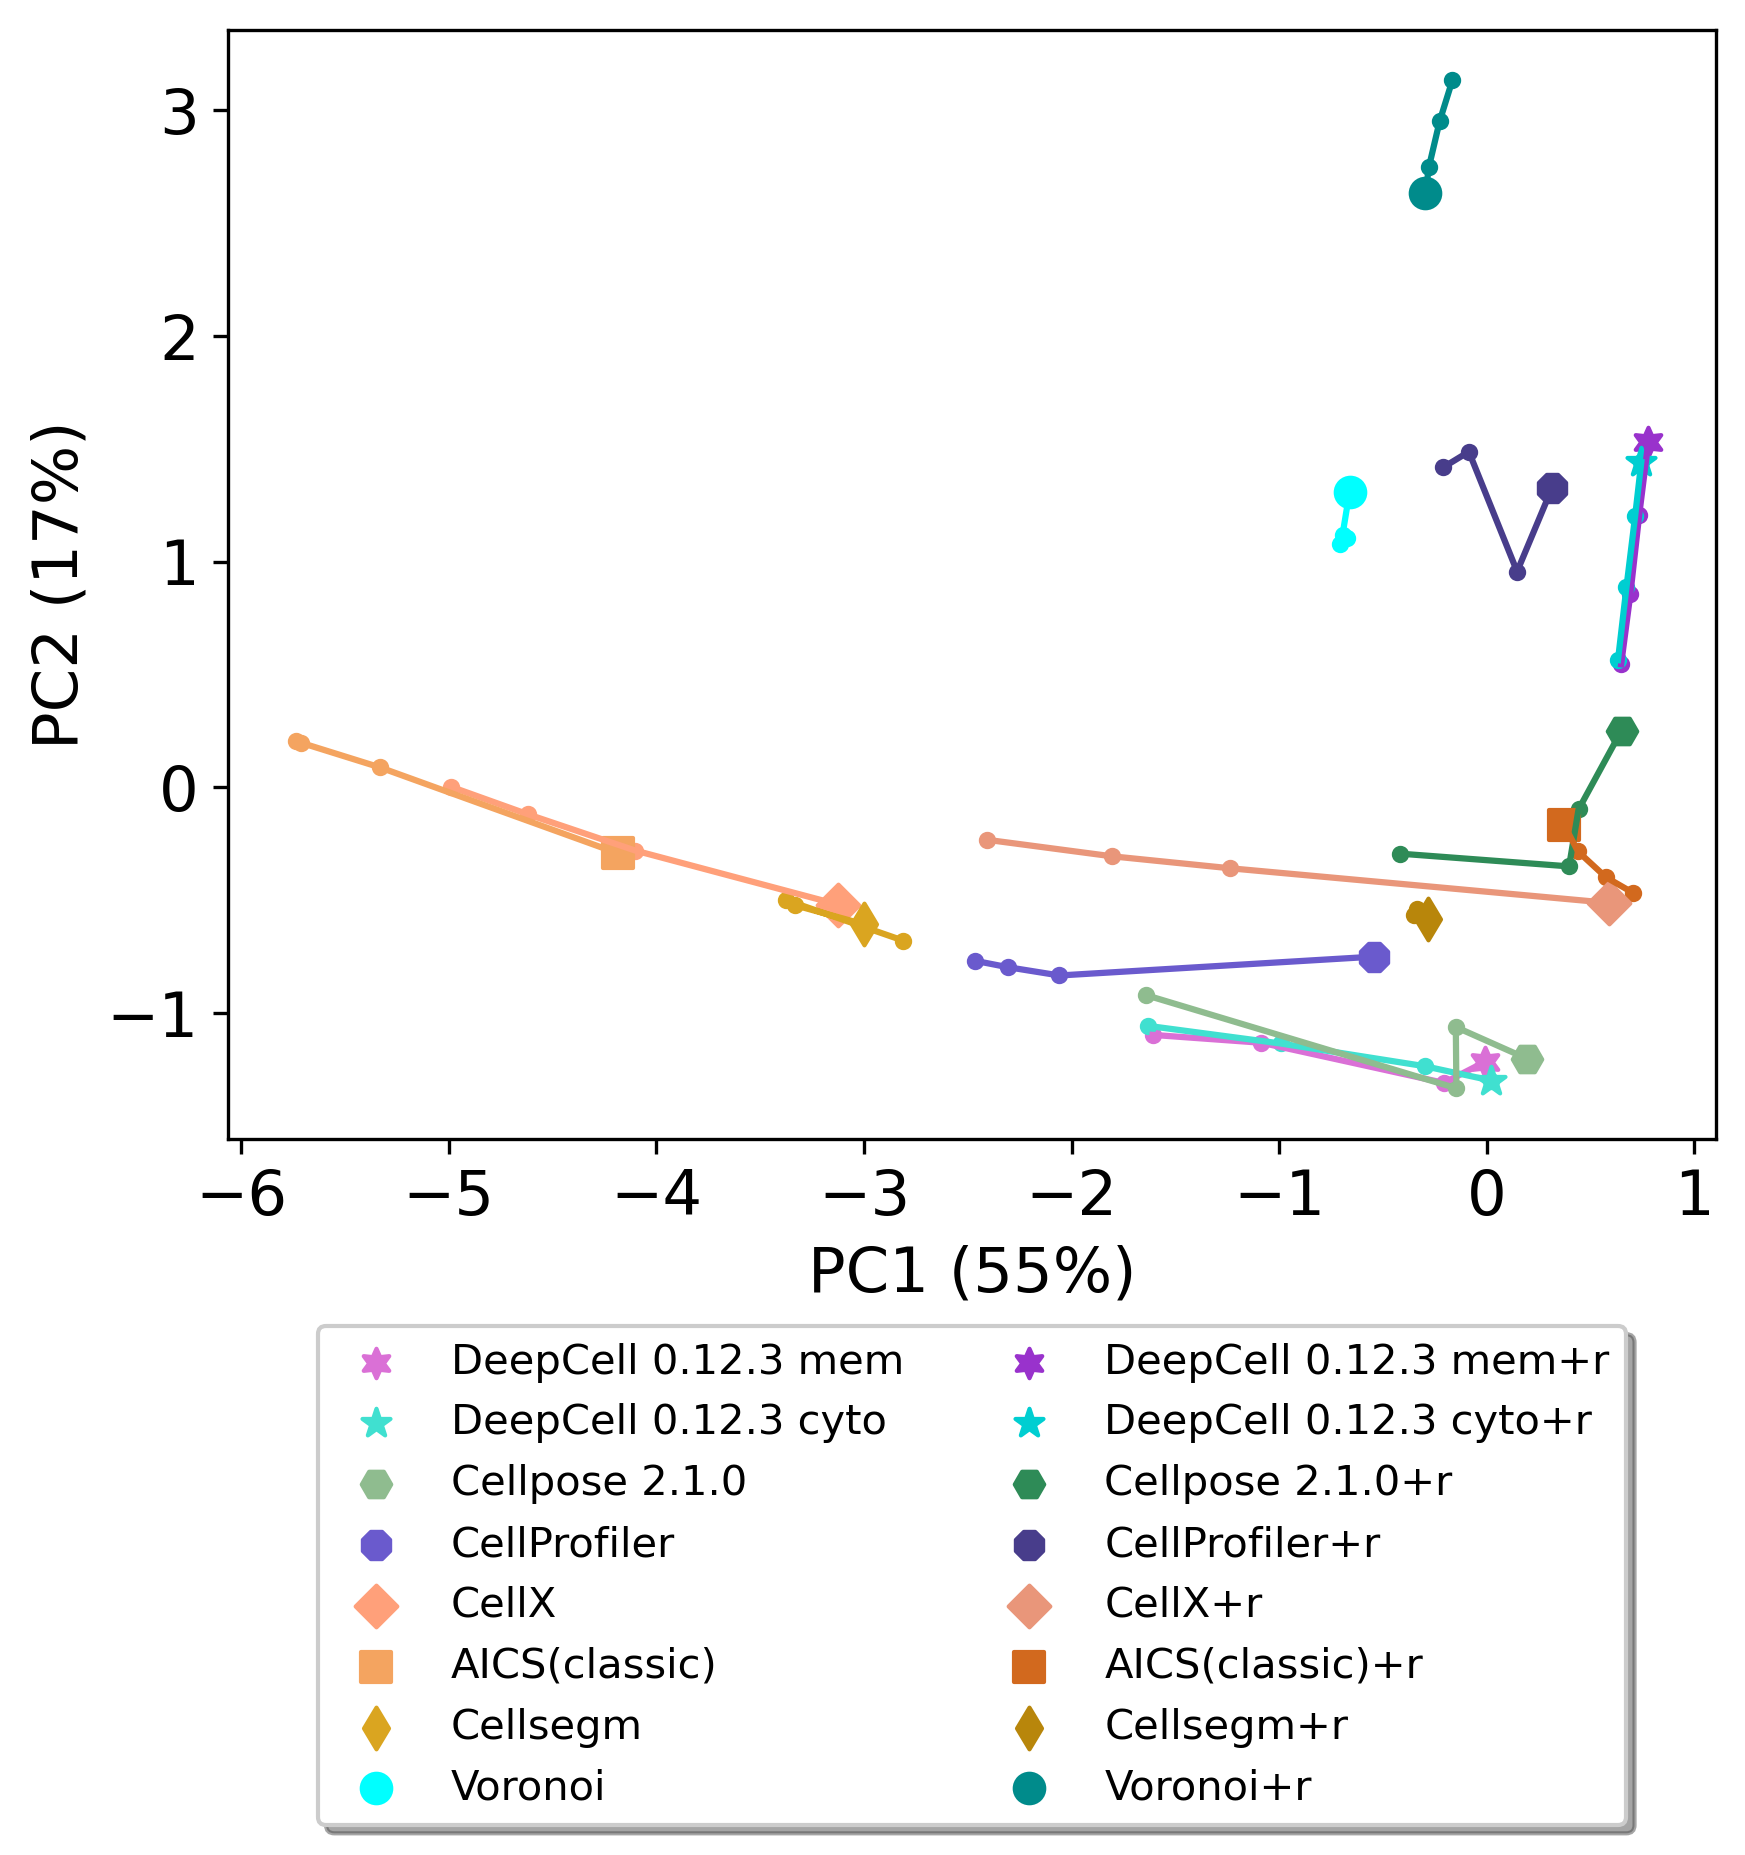 3
2
1
0
−1
PC2 (17%)
−6 −5 −4 −3 −2 −1 0 1
PC1 (55%)
DeepCell 0.12.3 mem
DeepCell 0.12.3 cyto
Cellpose 2.1.0
CellProfiler
CellX
AICS(classic)
Cellsegm
Voronoi
DeepCell 0.12.3 mem+r
DeepCell 0.12.3 cyto+r
Cellpose 2.1.0+r
CellProfiler+r
CellX+r
AICS(classic)+r
Cellsegm+r
Voronoi+r